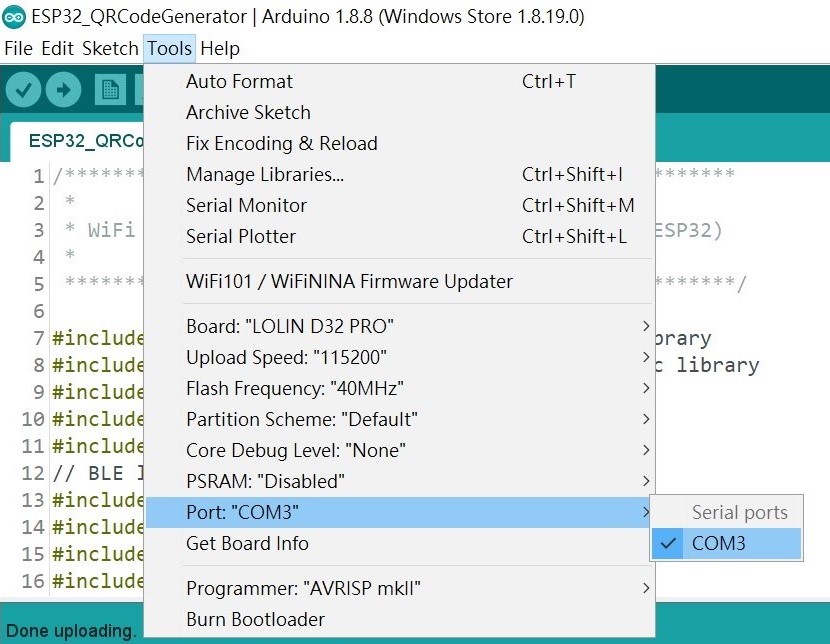 ESP32_QRCodeGenerator | Arduino 1.8.8 (Windows Store 1.8.19.0)
File Edit Sketch Tools Help
Auto Format Ctrl+T
Archive Sketch
Fix Encoding & Reload
Manage Libraries... Ctrl+Shift+I
Serial Monitor Ctrl+Shift+M
Serial Plotter Ctrl+Shift+L
WiFi101 / WiFiNINA Firmware Updater
Board: "LOLIN D32 PRO"
Upload Speed: "115200"
Flash Frequency: "40MHz"
Partition Scheme: "Default"
Core Debug Level: "None"
PSRAM: "Disabled"
Port: "COM3"
Get Board Info
Programmer: "AVRISP mkII"
Burn Bootloader
Serial ports
COM3
ESP32_QRCo
1 /******* *******
2 *
3 * WiFi ESP32)
4 *
5 ******* *******/
6
7 #include brary
8 #include c library
9 #include
10 #include
11 #include
12 // BLE
13 #include
14 #include
15 #include
16 #include
Done uploading.